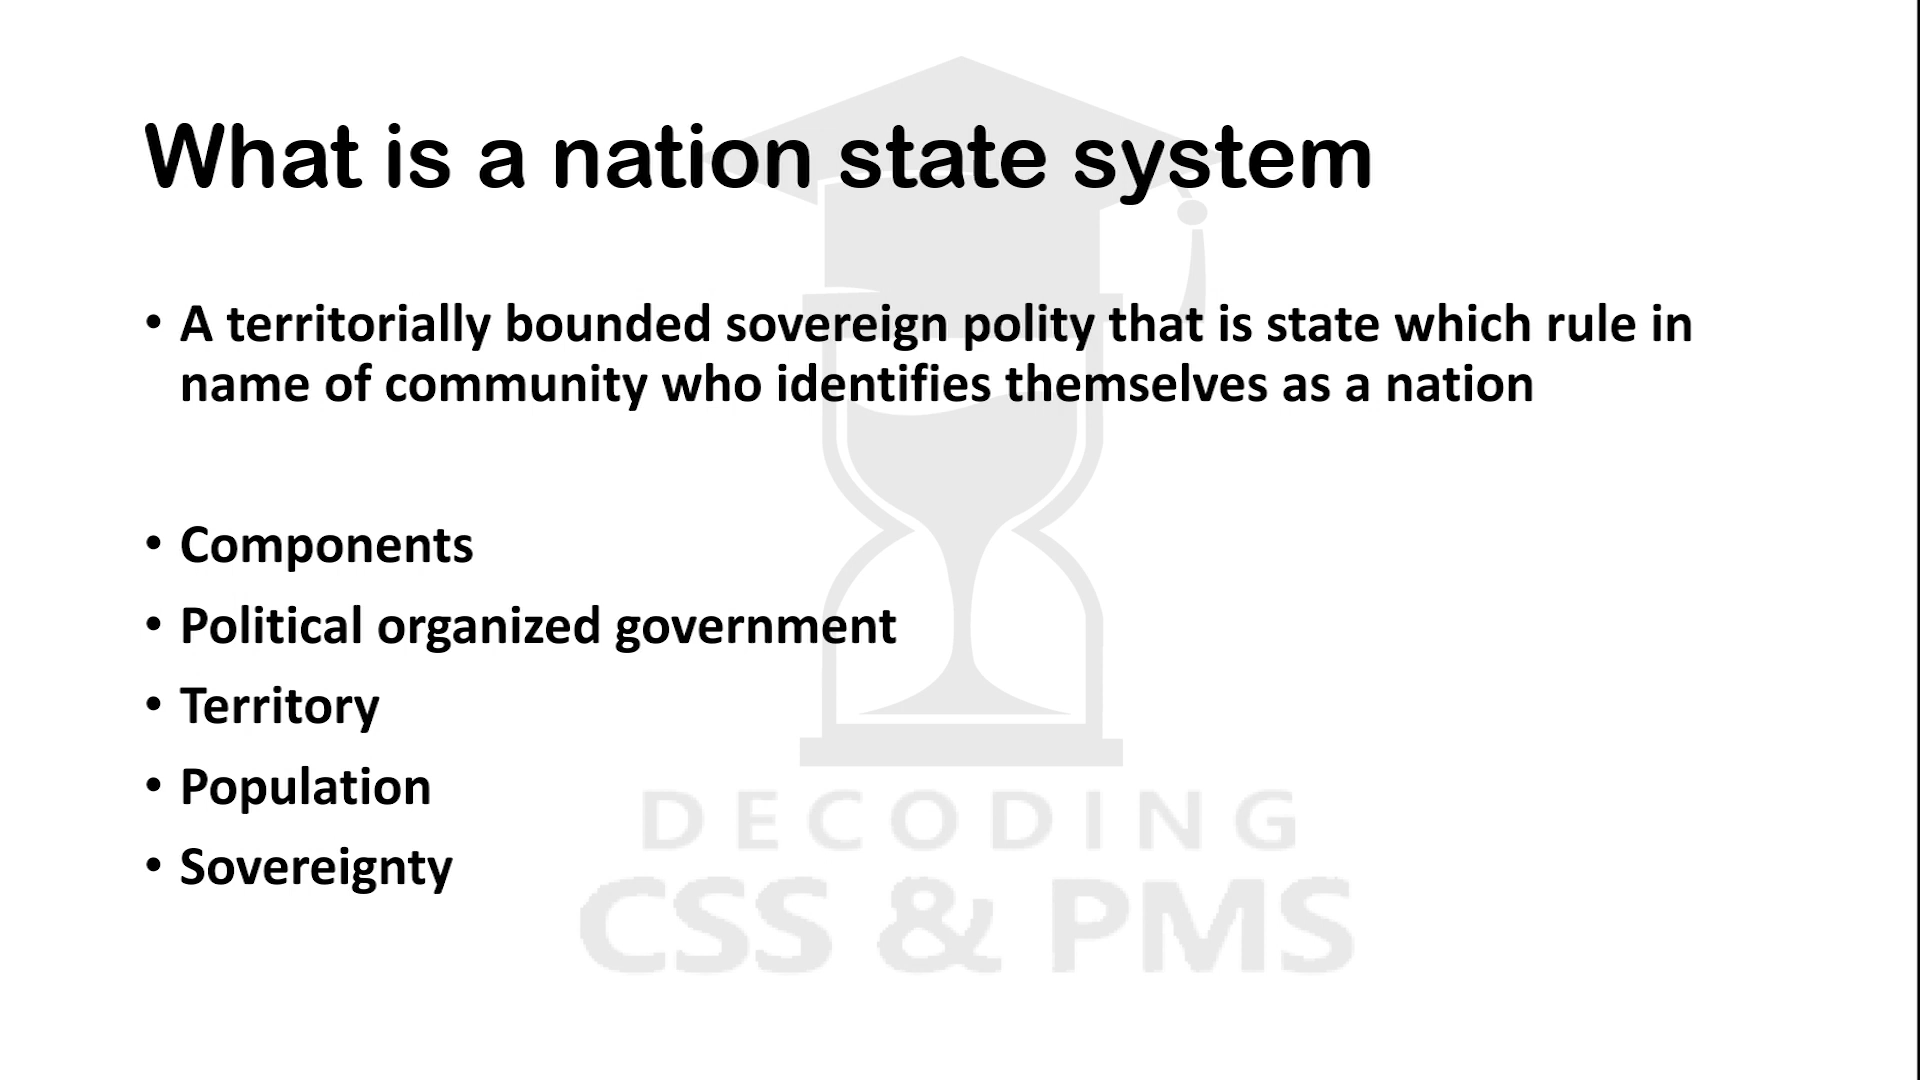 What is a nation state system
• A territorially bounded sovereign polity that is state which rule in
name of community who identifies themselves as a nation
• Components
• Political organized government
• Territory
• Population
• Sovereignty
DECODING
CSS & PMS